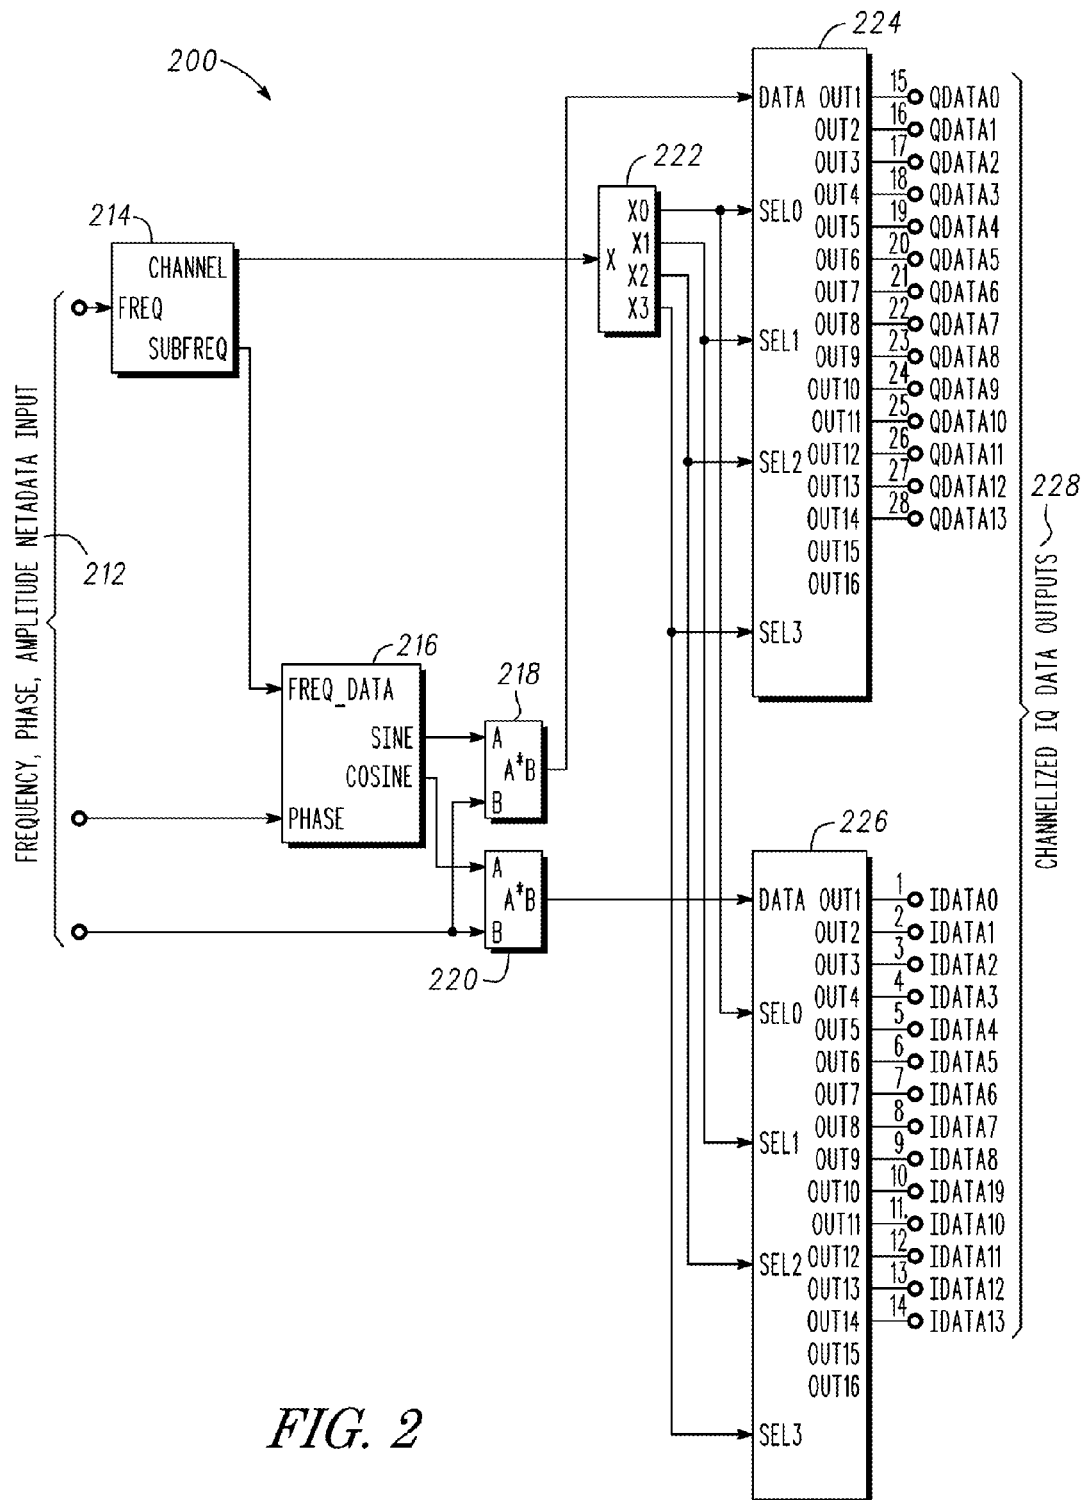 200
224
DATA OUT1 15 QDATA0
OUT2 16 QDATA1
OUT3 17 QDATA2
SEL0 OUT4 18 QDATA3
OUT5 19 QDATA4
OUT6 20 QDATA5
OUT7 21 QDATA6
OUT8 22 QDATA7
SEL1 OUT9 23 QDATA8
OUT10 24 QDATA9
OUT11 25 QDATA10
SEL2 OUT12 26 QDATA11
OUT13 27 QDATA12
OUT14 28 QDATA13
OUT15
OUT16
SEL3
222
X0
X1
X
X2
X3
214
CHANNEL
FREQ
SUBFREQ
FREQUENCY, PHASE, AMPLITUDE NETADATA INPUT
212
216
FREQ_DATA
SINE
COSINE
PHASE
218
A
A*B
B
A
A*B
B
220
226
DATA OUT1 1 IDATA0
OUT2 2 IDATA1
OUT3 3 IDATA2
OUT4 4 IDATA3
SEL0 OUT5 5 IDATA4
OUT6 6 IDATA5
OUT7 7 IDATA6
OUT8 8 IDATA7
SEL1 OUT9 9 IDATA8
OUT10 10 IDATA19
OUT11 11. IDATA10
SEL2 OUT12 12 IDATA11
OUT13 13 IDATA12
OUT14 14 IDATA13
OUT15
OUT16
SEL3
CHANNELIZED IQ DATA OUTPUTS
228
FIG. 2